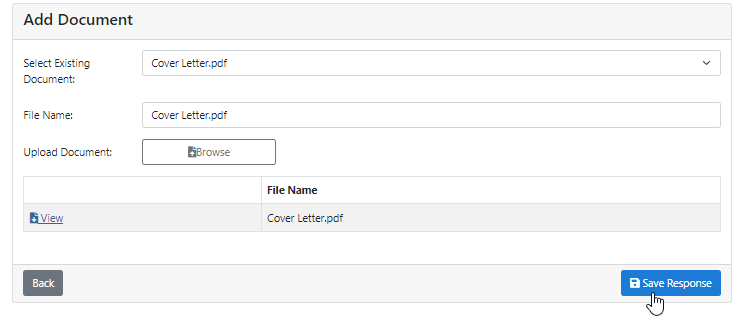 Add Document
Select Existing Document:
Cover Letter.pdf
File Name:
Cover Letter.pdf
Upload Document:
Browse
File Name
View
Cover Letter.pdf
Back
Save Response